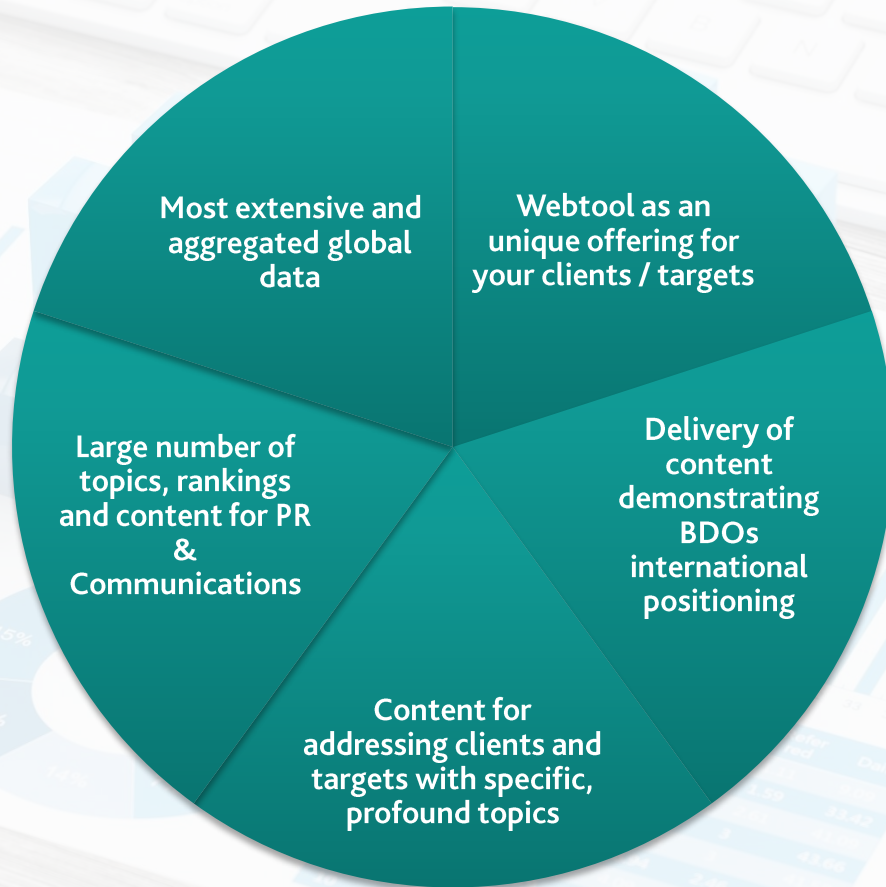 Most extensive and
aggregated global
data
Webtool as an
unique offering for
your clients / targets
Delivery of
content
demonstrating
BDOs
international
positioning
Content for
addressing clients and
targets with specific,
profound topics
Large number of
topics, rankings
and content for PR
&
Communications
14%